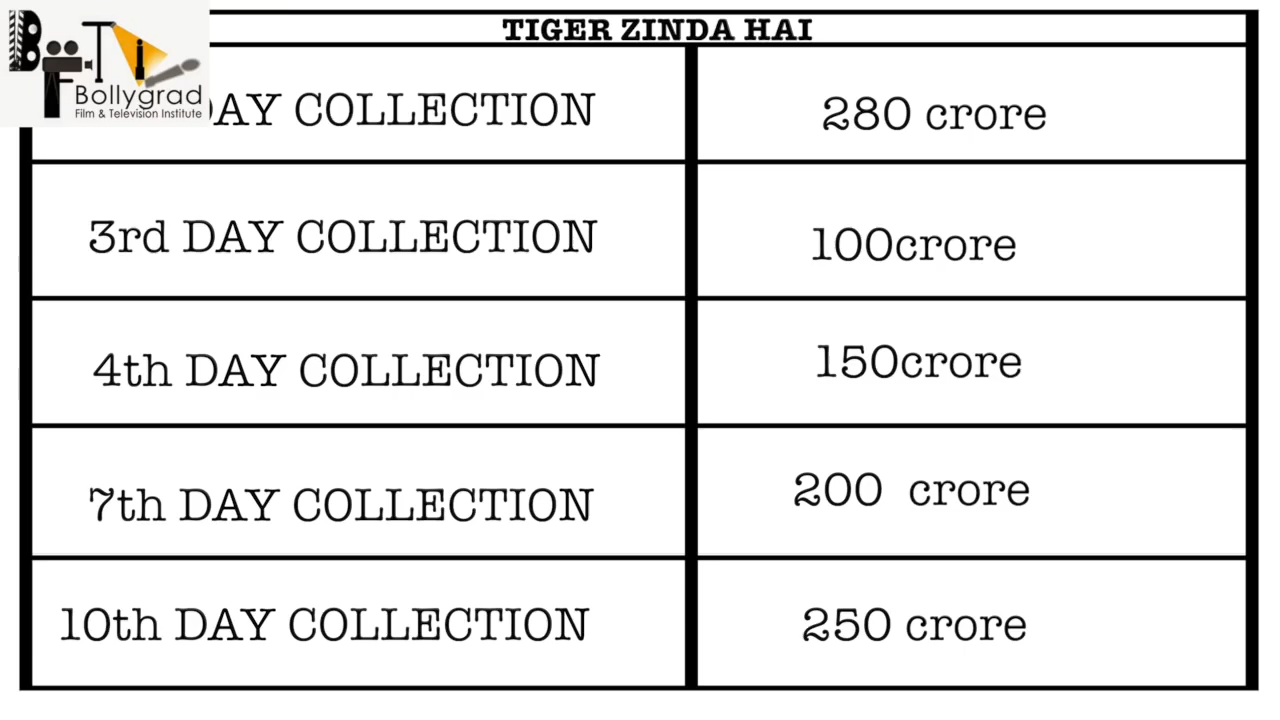 TIGER ZINDA HAI
Bollygrad
Film & Television Institute
DAY COLLECTION 280 crore
3rd DAY COLLECTION 100crore
4th DAY COLLECTION 150crore
7th DAY COLLECTION 200 crore
10th DAY COLLECTION 250 crore